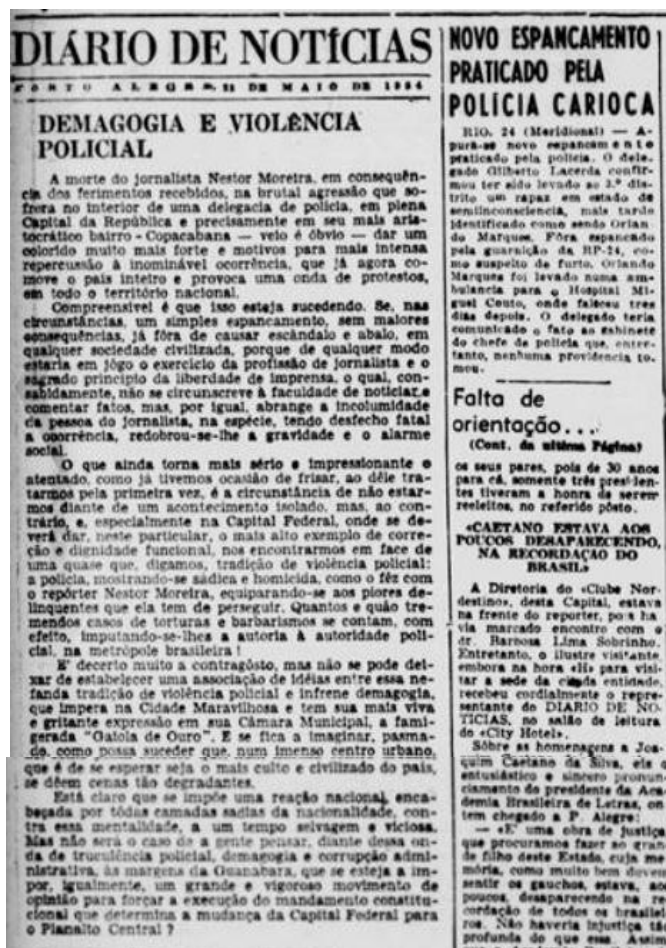 DIÁRIO DE NOTÍCIAS
PORTO ALEGRE, DE MAIO DE 1954
DEMAGOGIA E VIOLÊNCIA
POLICIAL
A morte do jornalista Nestor Moreira, em consequên-
cia dos ferimentos recebidos, na brutal agressão que so-
frera no interior de uma delegacia de polícia, em plena
Capital da República e precisamente em seu mais aris-
tocrático bairro - Copacabana — veio é óbvio — dar um
colorido muito mais forte e motivos para mais intensa
repercussão à inominável ocorrência, que já agora co-
move o país inteiro e provoca uma onda de protestos,
em todo o território nacional.
Compreensível é que isso esteja sucedendo. Se, nas
circunstâncias, um simples espancamento, sem maiores
consequências, já fôra de causar escândalo e abalo, em
qualquer sociedade civilizada, porque de qualquer modo
estaria em jôgo o exercício da profissão de jornalista e o
sagrado princípio da liberdade de imprensa, o qual, con-
sabidamente, não se circunscreve à faculdade de noticiar e
comentar fatos, mas, por igual, abrange a incolumidade
da pessoa do jornalista, na espécie, tendo desfecho fatal
a ocorrência, redobrou-se-lhe a gravidade e o alarme
social.
O que ainda torna mais sério e impressionante o
atentado, como já tivemos ocasião de frisar, ao dêle tra-
tarmos pela primeira vez, é a circunstância de não estar-
mos diante de um acontecimento isolado, mas, ao con-
trário, e, especialmente na Capital Federal, onde se de-
verá dar, neste particular, o mais alto exemplo de corre-
ção e dignidade funcional, nos encontrarmos em face de
uma quase que, digamos, tradição de violência policial:
a polícia, mostrando-se sádica e homicida, como o fêz com
o repórter Nestor Moreira, equiparando-se aos piores de-
linquentes que ela tem de perseguir. Quantos e quão tre-
mendos casos de torturas e barbarismos se contam, com
efeito, imputando-se-lhes a autoria à autoridade poli-
cial, na metrópole brasileira !
E' decerto muito a contragôsto, mas não se pode dei-
xar de estabelecer uma associação de idéias entre essa ne-
fanda tradição de violência policial e infrene demagogia,
que impera na Cidade Maravilhosa e tem sua mais viva
e gritante expressão em sua Câmara Municipal, a fami-
gerada "Gaiola de Ouro". E se fica a imaginar, pasma-
do, como possa suceder que, num imenso centro urbano,
que é de se esperar seja o mais culto e civilizado do país,
se dêem cenas tão degradantes.
Está claro que se impõe uma reação nacional, enca-
beçada por tôdas camadas sadias da nacionalidade, con-
tra essa mentalidade, a um tempo selvagem e viciosa.
Mas não será o caso de a gente pensar, diante dessa on-
da de truculência policial, demagogia e corrupção admi-
nistrativa, às margens da Guanabara, que se esteja a im-
por, igualmente, um grande e vigoroso movimento de
opinião para forçar a execução do mandamento constitu-
cional que determina a mudança da Capital Federal para
o Planalto Central ?
NOVO ESPANCAMENTO
PRATICADO PELA
POLÍCIA CARIOCA
RIO, 24 (Meridional) — A-
pura-se novo espancamento
praticado pela polícia. O dele-
gado Gilberto Lacerda confir-
mou ter sido levado ao 2.º dis-
trito um rapaz em estado de
semiinconsciencia, mais tarde
identificado como sendo Orlan-
do Marques. Fôra espancado
pela guarnição da RP-24, co-
mo suspeito de furto. Orlando
Marques foi levado numa am-
bulancia para o Hospital Mi-
guel Couto, onde faleceu tres
dias depois. O delegado teria
comunicado o fato ao gabinete
do chefe de polícia que, entre-
tanto, nenhuma providencia to-
mou.
Falta de
orientação...
(Cont. da ultima Página)
os seus pares, pois de 30 anos
para cá, somente três presiden-
tes tiveram a honra de serem
reeleitos, no referido pôsto.
«CAETANO ESTAVA AOS
POUCOS DESAPARECENDO,
NA RECORDAÇAO DO
BRASIL»
A Diretoria do «Clube Nor-
destino», desta Capital, estava
na frente do reporter, pois ha
via marcado encontro com o
dr. Barbosa Lima Sobrinho.
Entretanto, o ilustre visitante
embora na hora «H» para visi-
tar a sede da citada entidade,
recebeu cordialmente o repre-
sentante do DIARIO DE NO-
TICIAS, no salão de leitura
do «City Hotel».
Sôbre as homenagens a Joa-
quim Caetano da Silva, eis o
entusiástico e sincero pronun
ciamento do presidente da Aca
demia Brasileira de Letras, on
tem chegado a P. Alegre:
— «E' uma obra de justiça
que procuramos fazer ao gran
de filho deste Estado, cuja me
mória, como muito bem devem
sentir os gauchos, estava, aos
poucos, desaparecendo na re
cordação de todos os brasilei
ros. Não haveria injustiça tã
profunda do que essa. Assim